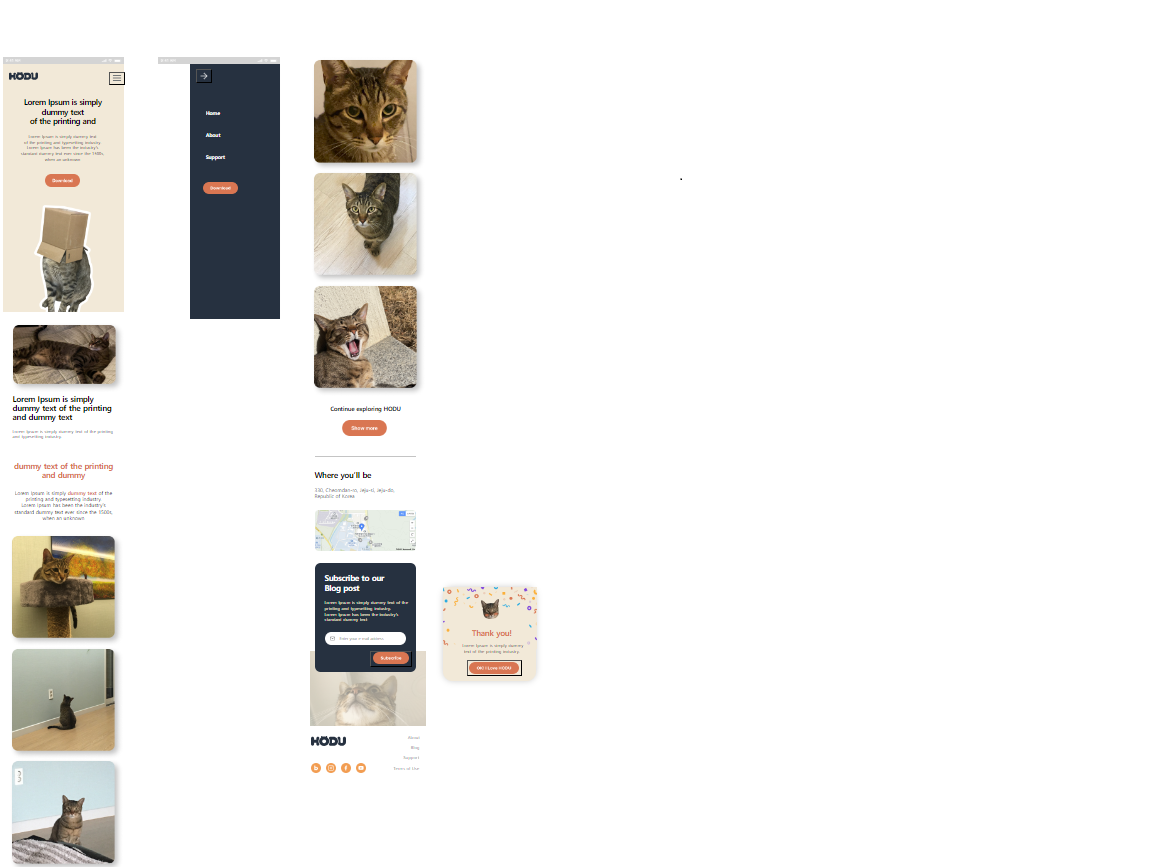 HODU
Lorem Ipsum is simply
dummy text
of the printing and
Lorem Ipsum is simply dummy text
of the printing and typesetting industry.
Lorem Ipsum has been the industry's
standard dummy text ever since the 1500s,
when an unknown
Download
Lorem Ipsum is simply
dummy text of the printing
and dummy text
Lorem Ipsum is simply dummy text of the printing
and typesetting industry.
dummy text of the printing
and dummy
Lorem Ipsum is simply dummy text of the
printing and typesetting industry.
Lorem Ipsum has been the industry's
standard dummy text ever since the 1500s,
when an unknown
Home
About
Support
Download
Continue exploring HODU
Show more
Where you'll be
330, Cheomdan-ro, Jeju-si, Jeju-do,
Republic of Korea
Subscribe to our
Blog post
Lorem Ipsum is simply dummy text of the
printing and typesetting industry.
Lorem Ipsum has been the industry's
standard dummy text
Enter your e-mail address
Subscribe
HODU
About
Blog
Support
Terms of Use
Thank you!
Lorem Ipsum is simply dummy
text of the printing industry.
OK! I Love HODU